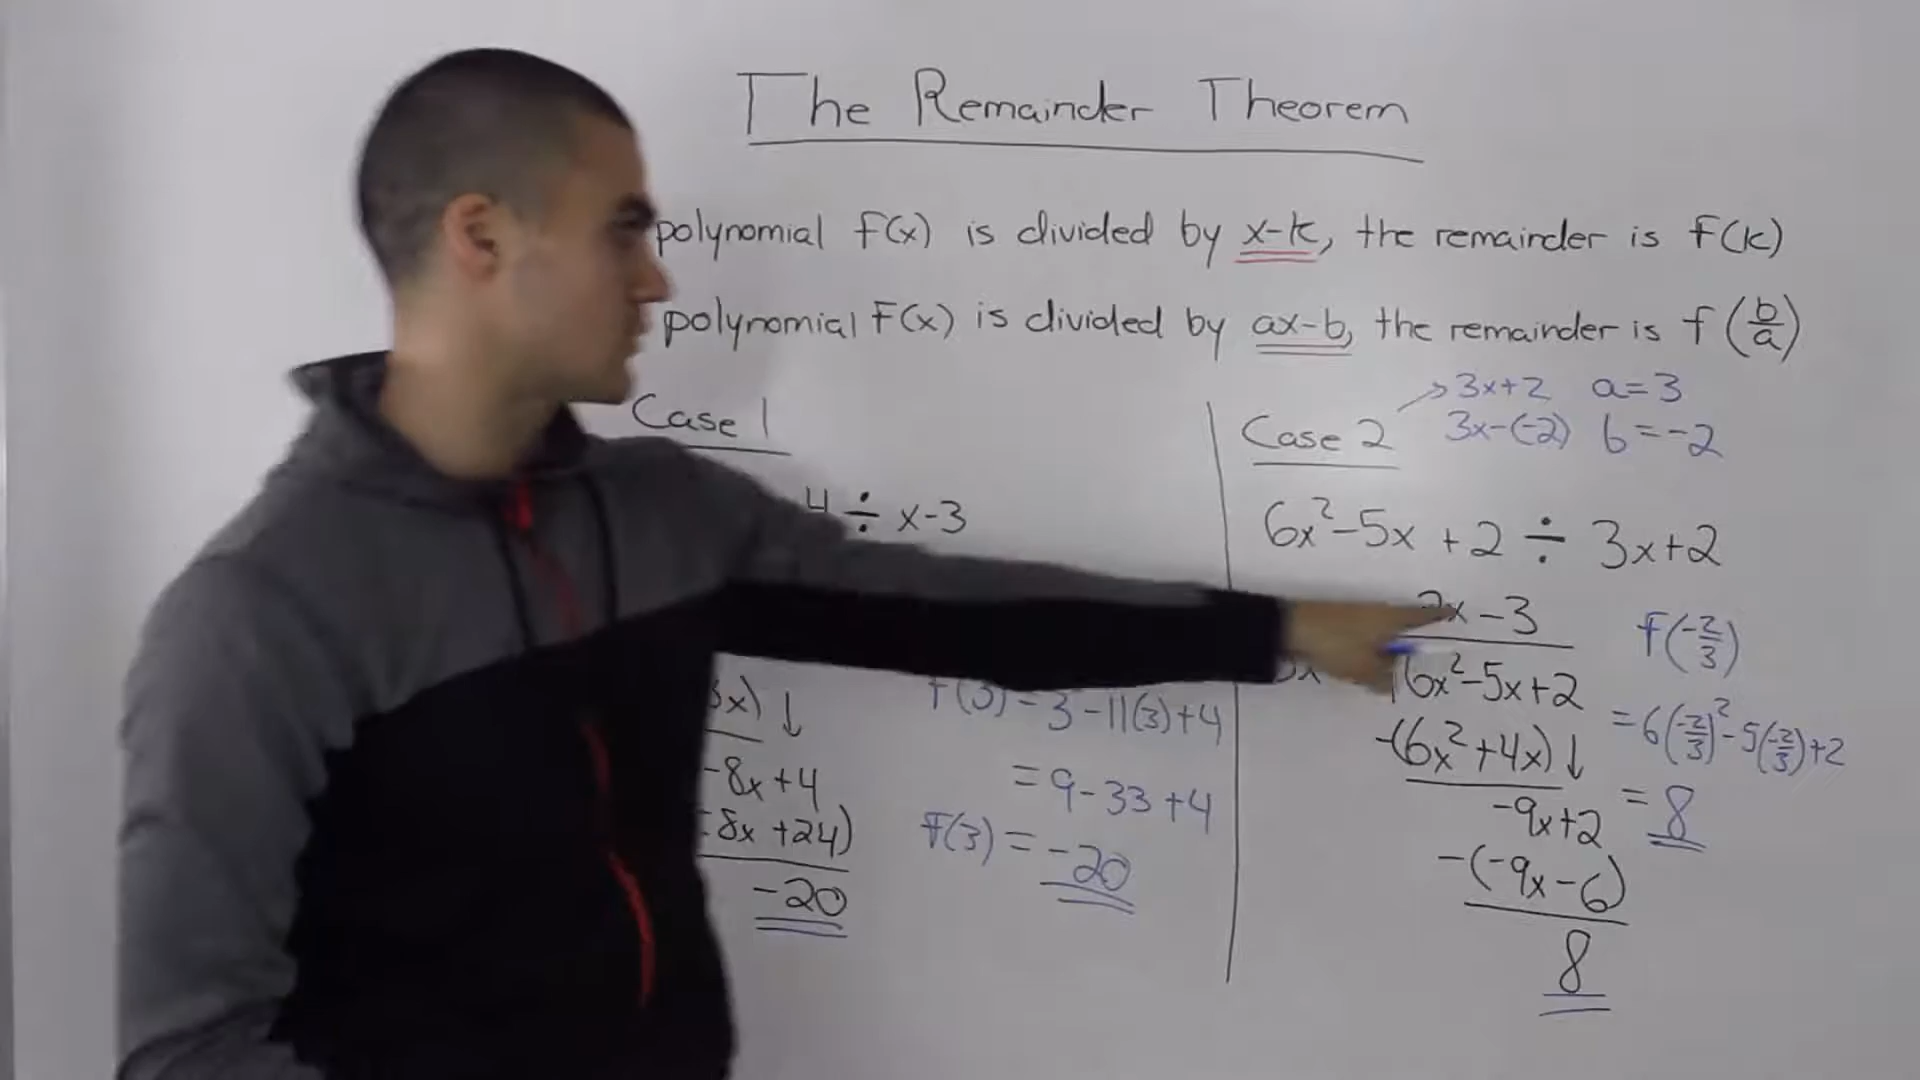 The Remainder Theorem
polynomial f(x) is divided by x-k, the remainder is f(k)
polynomial f(x) is divided by ax-b, the remainder is f(b/a)
Case 1
4 ÷ x-3
x) ↓
-8x+4
8x +24)
-20
-3-11(3)+4
= 9-33+4
f(3) = -20
Case 2
→ 3x+2 a=3
3x-(-2) b=-2
6x²-5x+2 ÷ 3x+2
2x-3
6x²-5x+2
-(6x²+4x) ↓
-9x+2
-(-9x-6)
8
f(-2/3)
= 6(-2/3)²-5(-2/3)+2
= 8